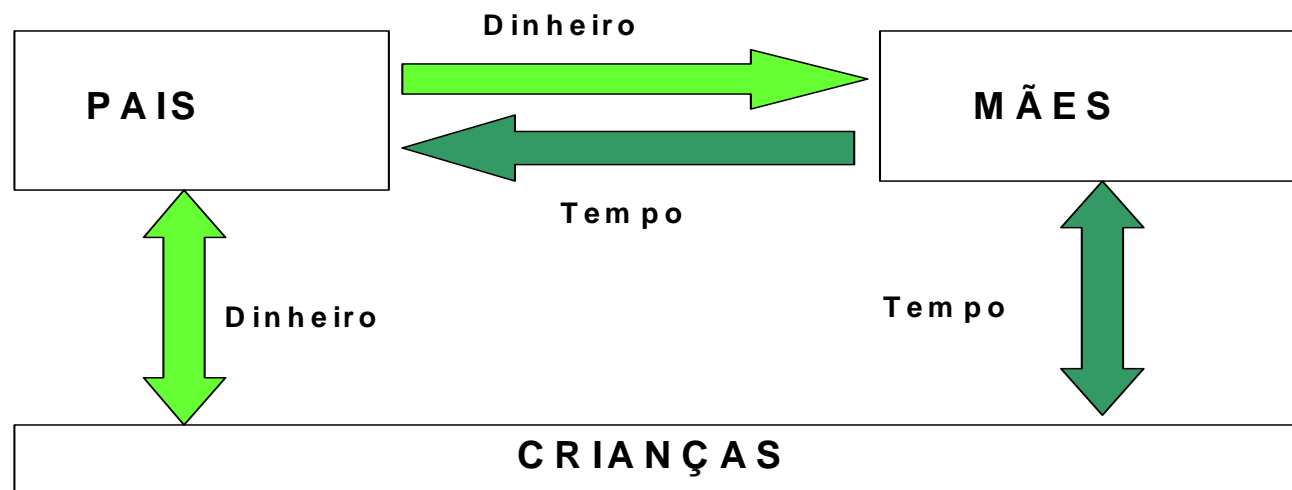 Dinheiro
PAIS
MÃES
Tempo
Dinheiro
Tempo
CRIANÇAS